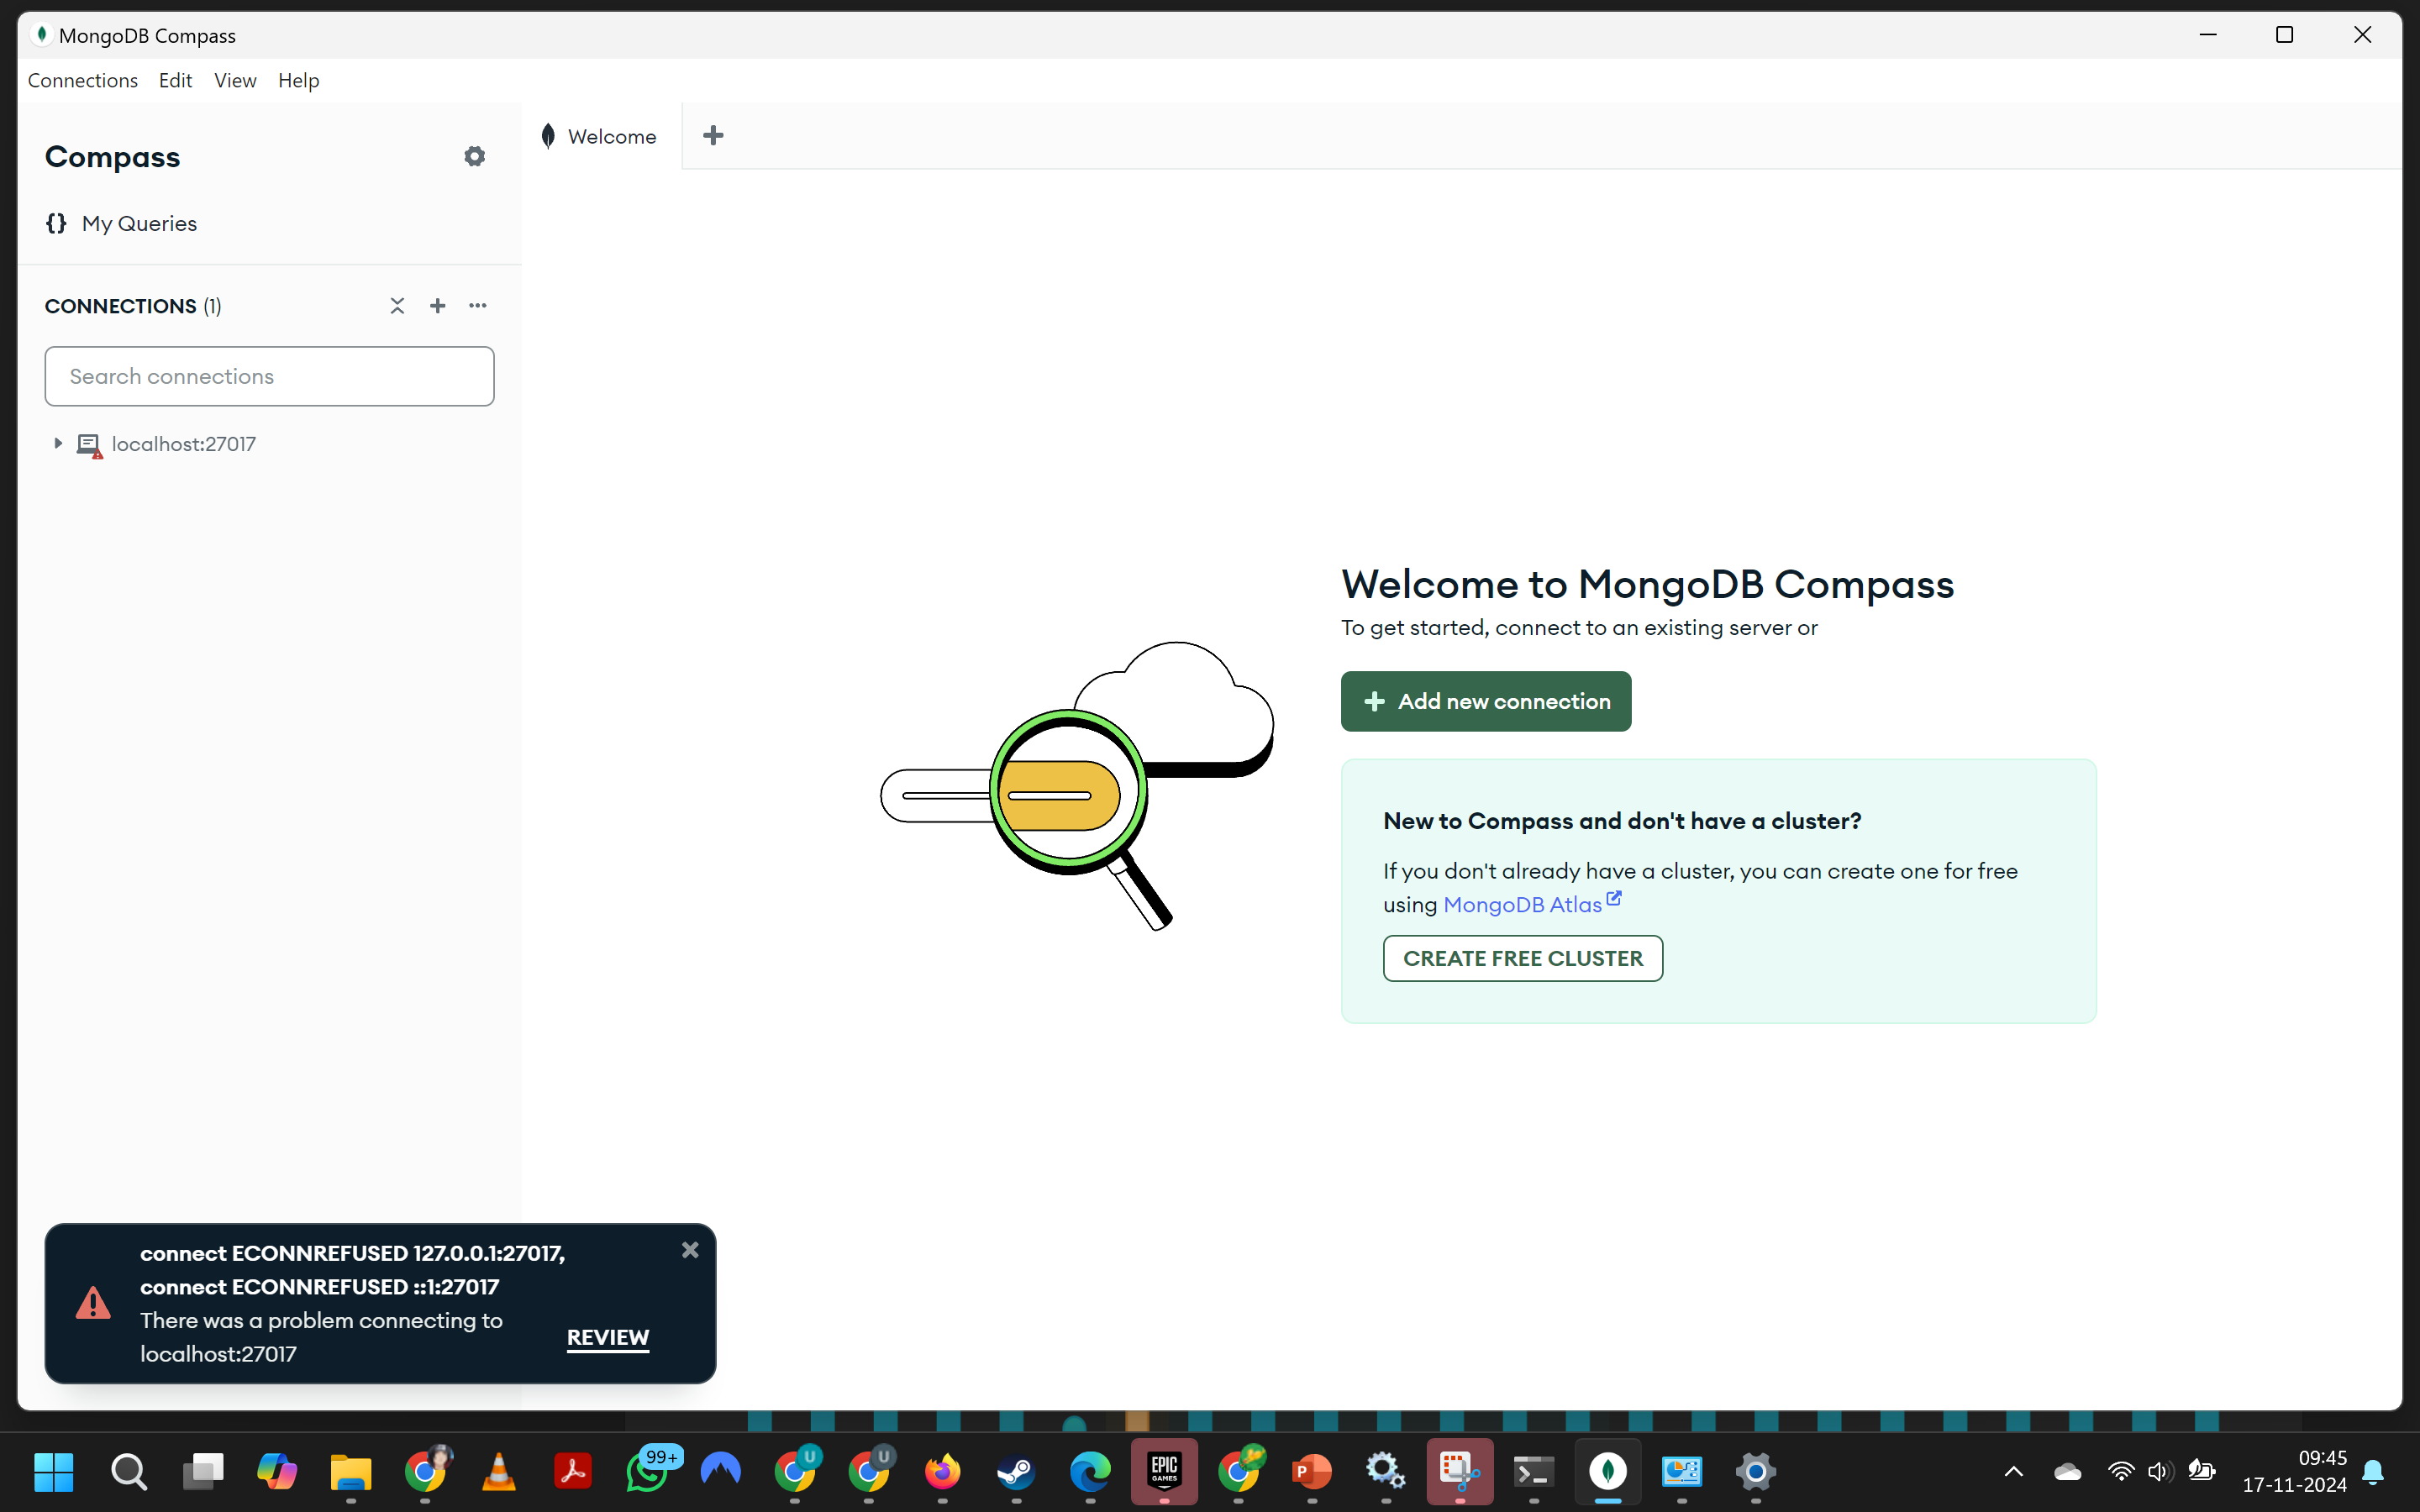 MongoDB Compass
Connections Edit View Help
Compass
My Queries
CONNECTIONS (1)
Search connections
localhost:27017
Welcome
Welcome to MongoDB Compass
To get started, connect to an existing server or
Add new connection
New to Compass and don't have a cluster?
If you don't already have a cluster, you can create one for free
using MongoDB Atlas
CREATE FREE CLUSTER
connect ECONNREFUSED 127.0.0.1:27017,
connect ECONNREFUSED ::1:27017
There was a problem connecting to
localhost:27017
REVIEW
99+
U
U
EPIC
GAMES
P
09:45
17-11-2024